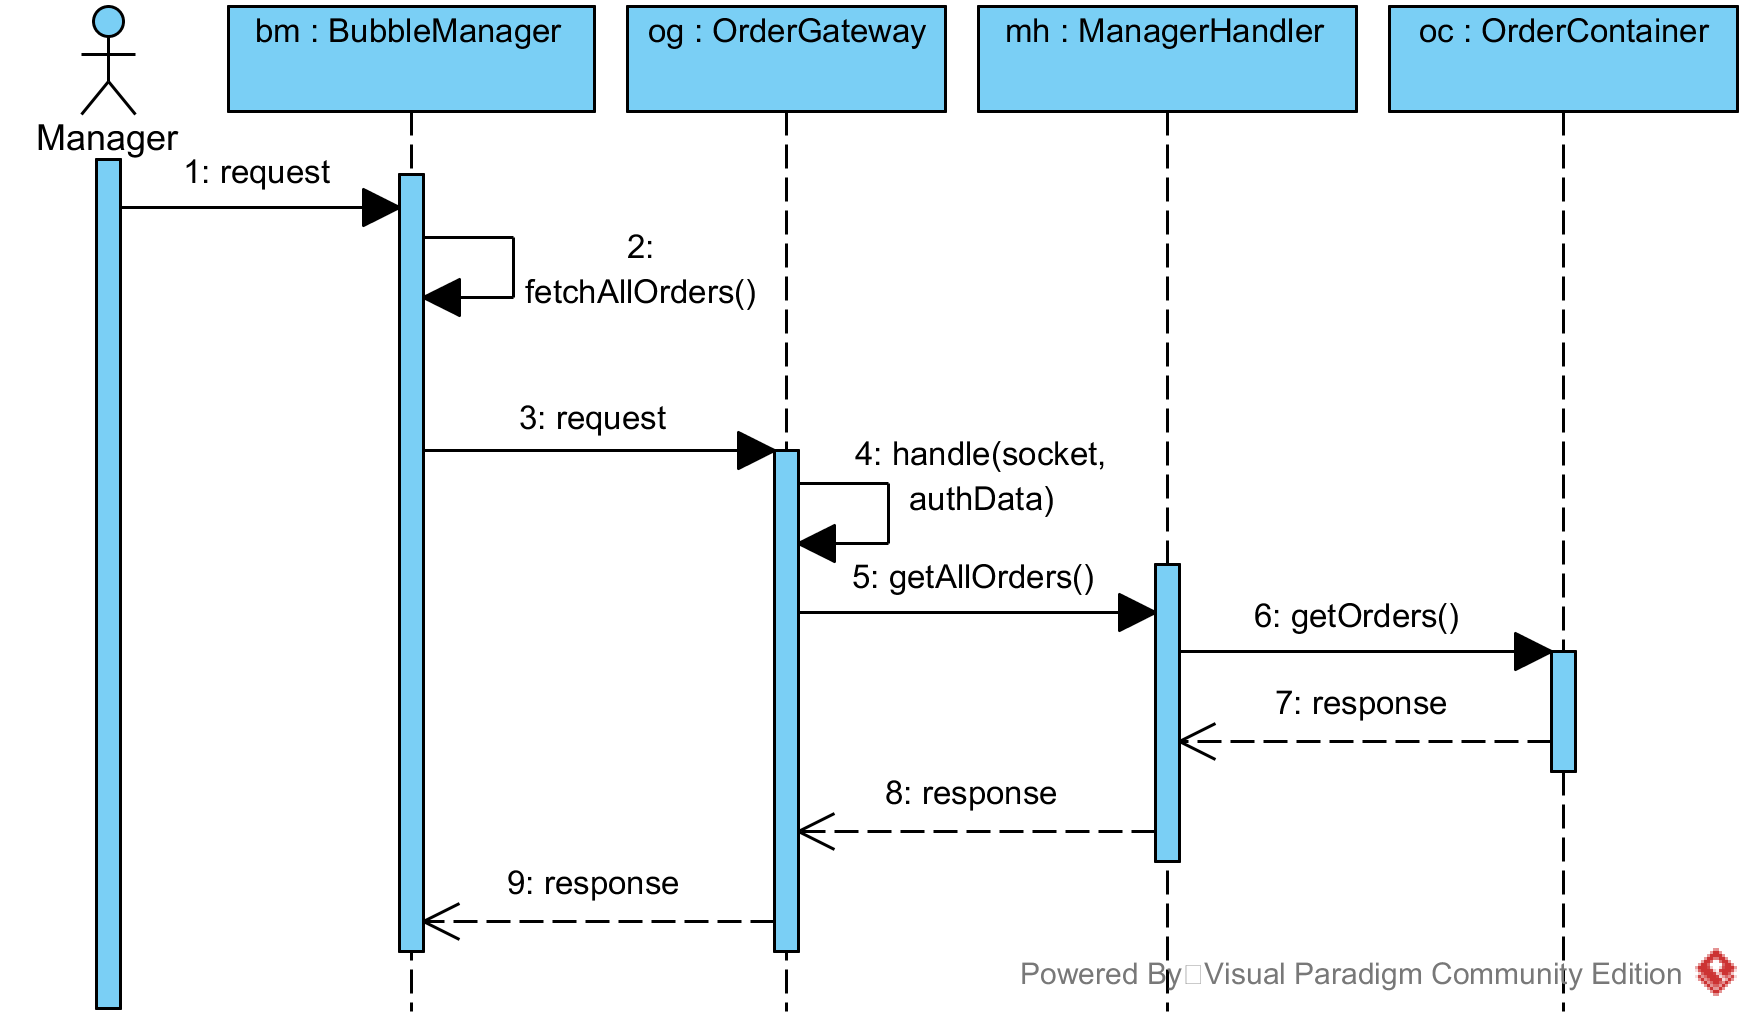 bm : BubbleManager
og : OrderGateway
mh : ManagerHandler
oc : OrderContainer
Manager
1: request
2:
fetchAllOrders()
3: request
4: handle(socket,
authData)
5: getAllOrders()
6: getOrders()
7: response
8: response
9: response
Powered By Visual Paradigm Community Edition